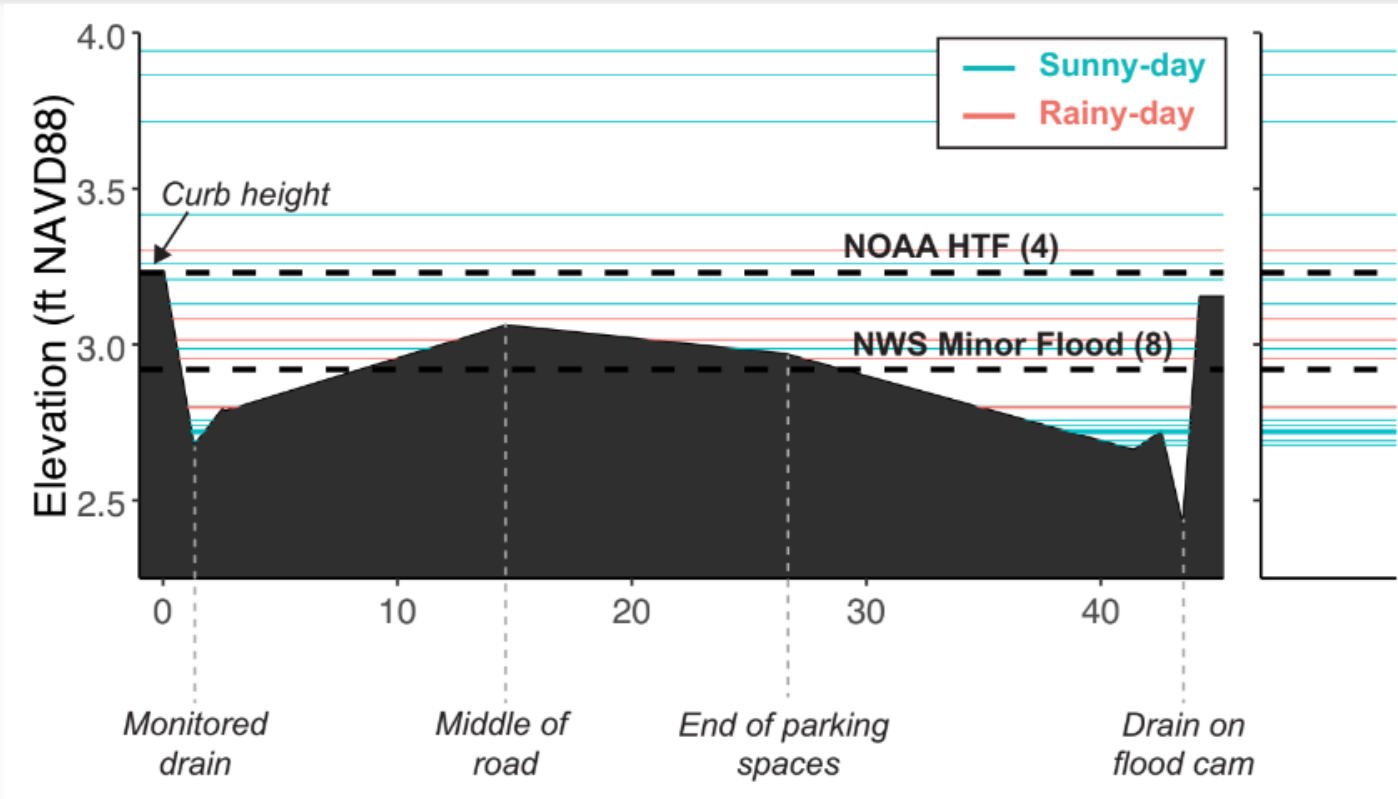 Elevation (ft NAVD88)
4.0
3.5
3.0
2.5
Sunny-day
Rainy-day
Curb height
NOAA HTF (4)
NWS Minor Flood (8)
0
10
20
30
40
Monitored
drain
Middle of
road
End of parking
spaces
Drain on
flood cam